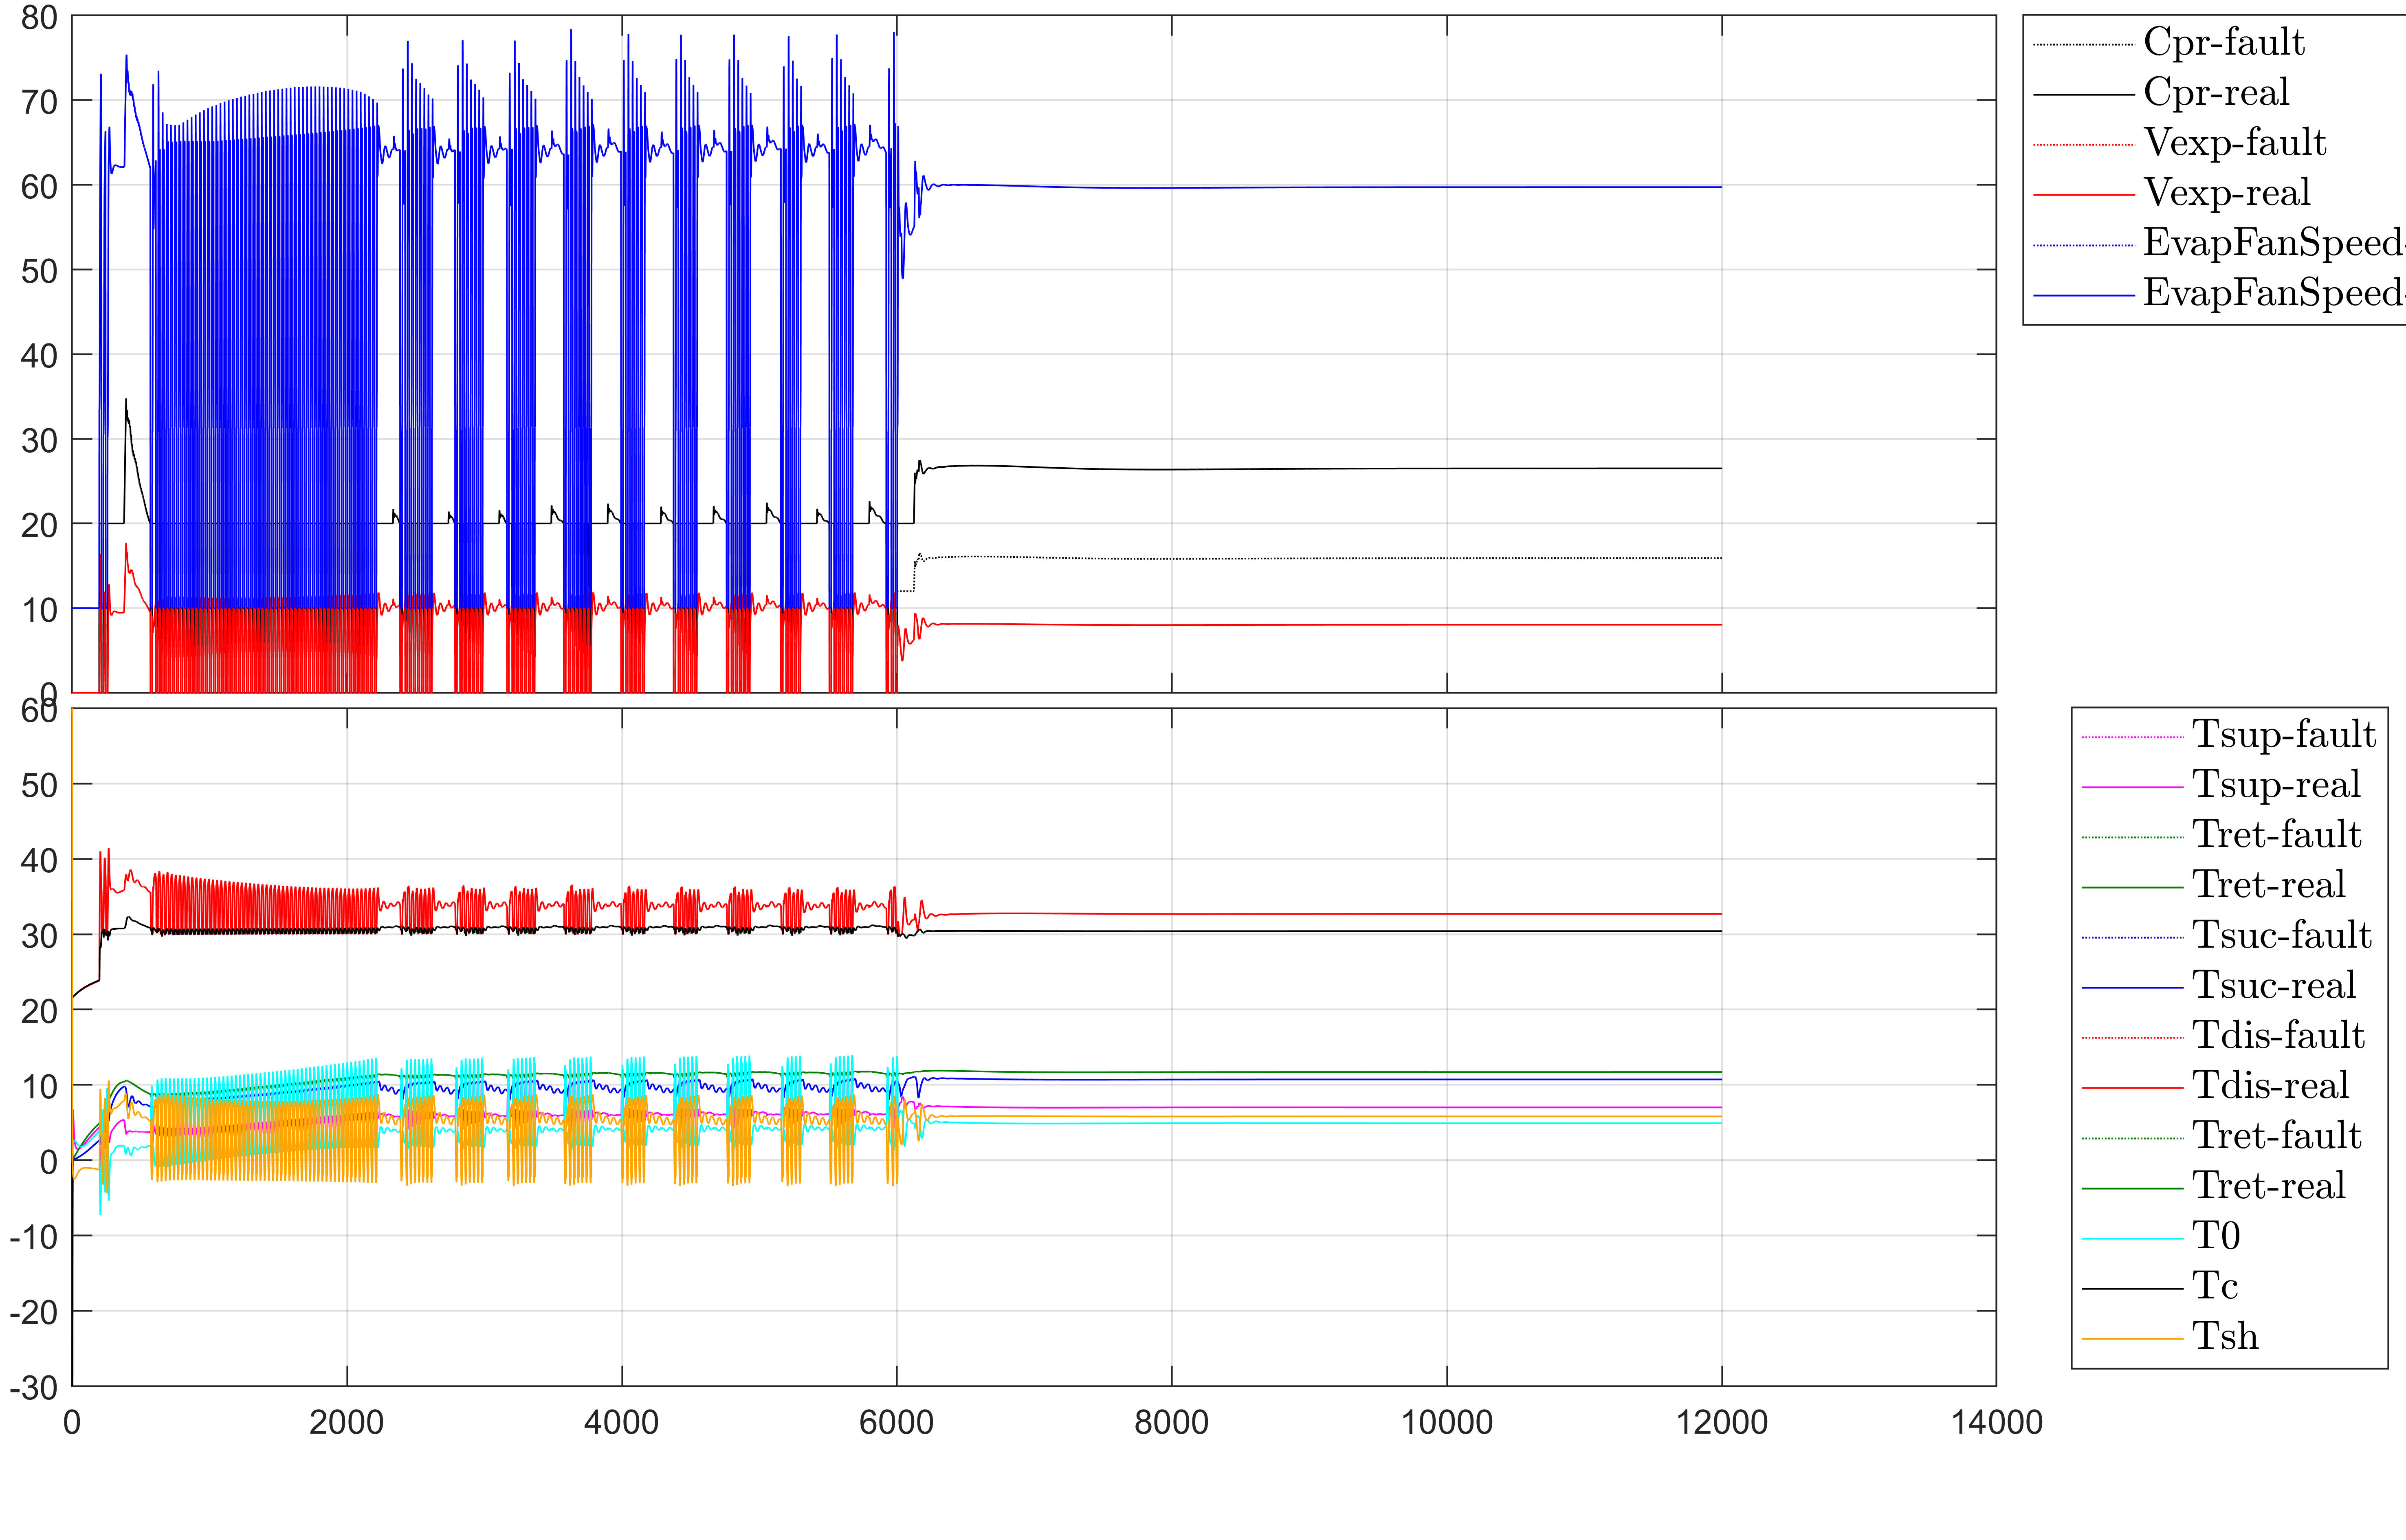 80
70
60
50
40
30
20
10
0
Cpr-fault
Cpr-real
Vexp-fault
Vexp-real
EvapFanSpeed-
EvapFanSpeed-
60
50
40
30
20
10
0
-10
-20
-30
0 2000 4000 6000 8000 10000 12000 14000
Tsup-fault
Tsup-real
Tret-fault
Tret-real
Tsuc-fault
Tsuc-real
Tdis-fault
Tdis-real
Tret-fault
Tret-real
T0
Tc
Tsh